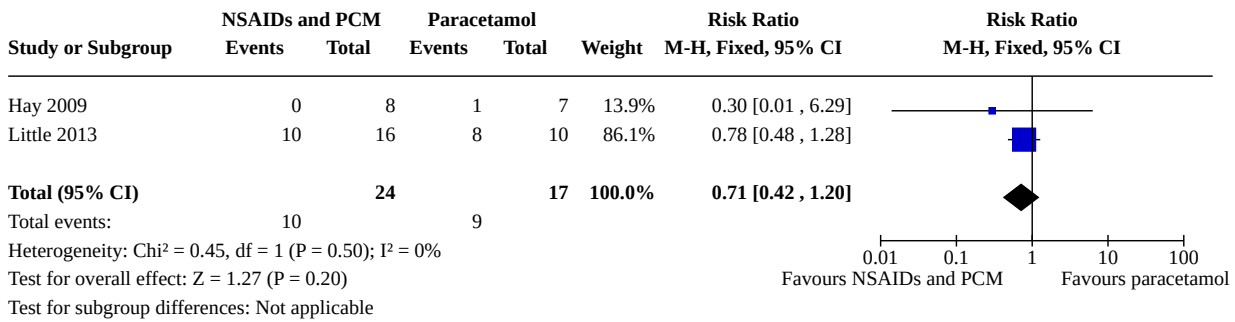 NSAIDs and PCM Paracetamol Risk Ratio Risk Ratio
Study or Subgroup Events Total Events Total Weight M-H, Fixed, 95% CI M-H, Fixed, 95% CI
Hay 2009 0 8 1 7 13.9% 0.30 [0.01 , 6.29]
Little 2013 10 16 8 10 86.1% 0.78 [0.48 , 1.28]
Total (95% CI) 24 17 100.0% 0.71 [0.42 , 1.20]
Total events: 10 9
Heterogeneity: Chi² = 0.45, df = 1 (P = 0.50); I² = 0%
0.01 0.1 1 10 100
Test for overall effect: Z = 1.27 (P = 0.20) Favours NSAIDs and PCM Favours paracetamol
Test for subgroup differences: Not applicable